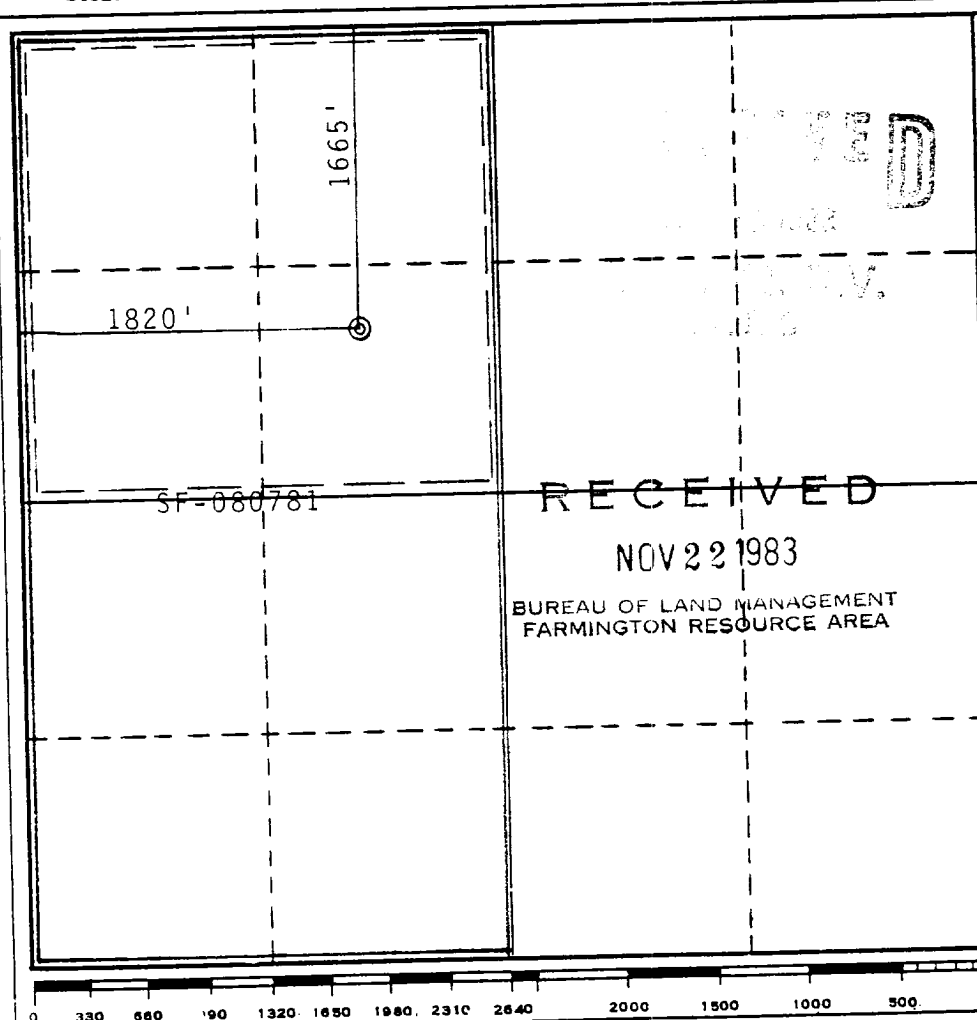 1665'
1820'
D
SF-080781
RECEIVED
NOV 22 1983
BUREAU OF LAND MANAGEMENT
FARMINGTON RESOURCE AREA
0 330 660 '90 1320 1650 1980. 2310 2640 2000 1500 1000 500.